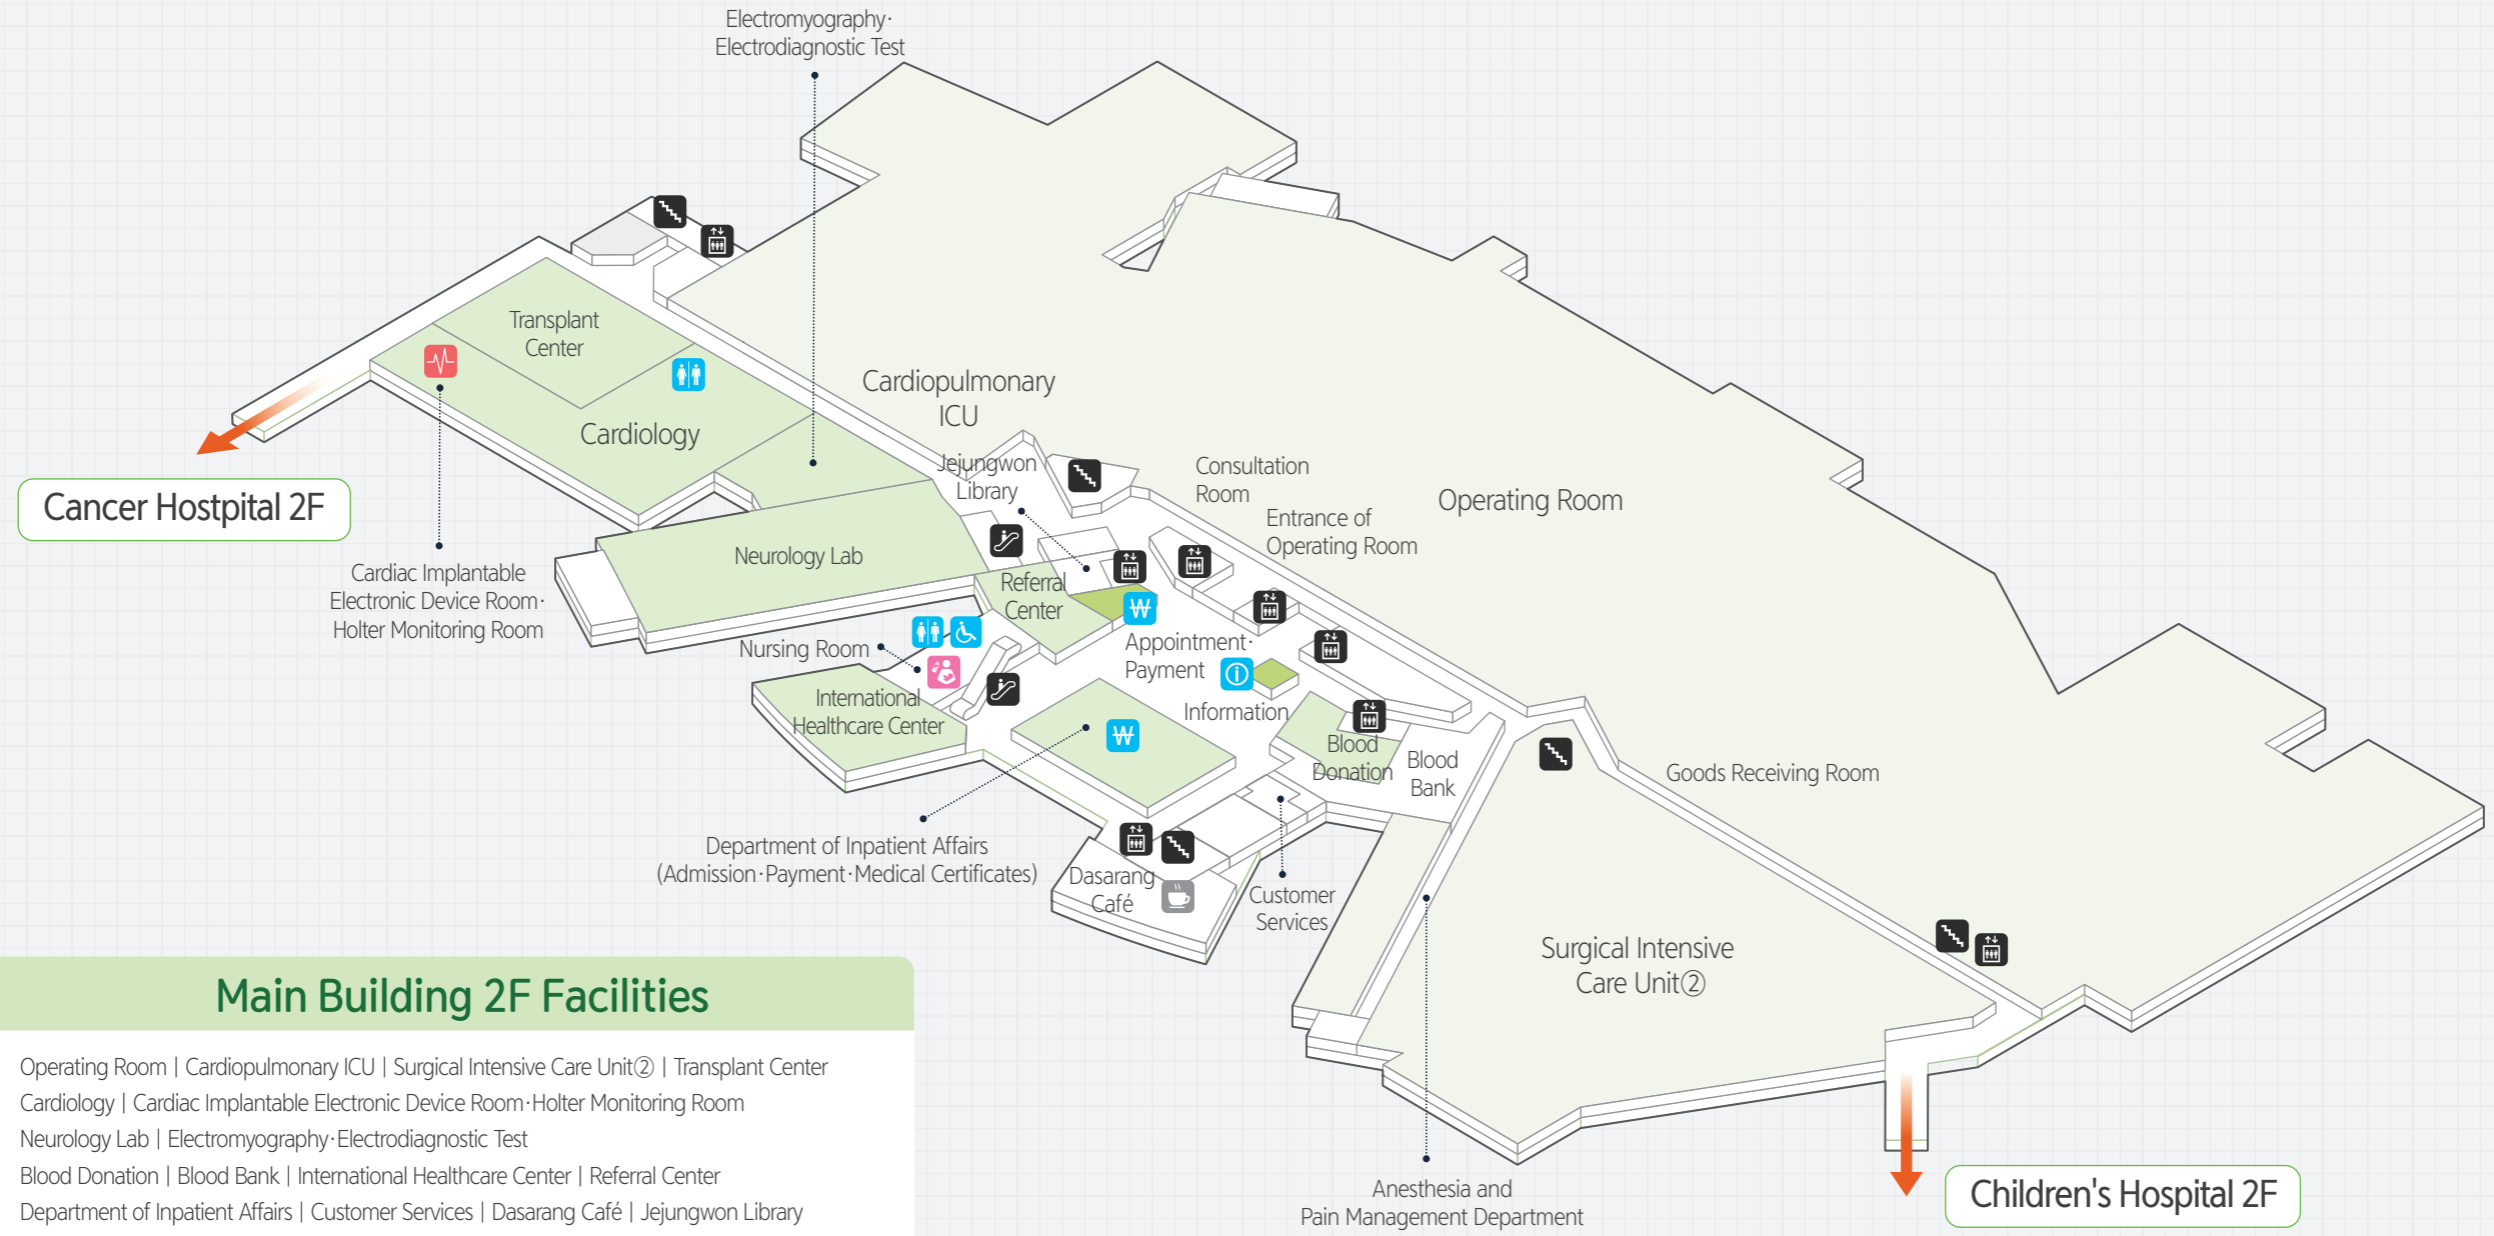 Electromyography·
Electrodiagnostic Test
Transplant
Center
Cardiopulmonary
ICU
Cardiology
Jejungwon
Library
Consultation
Room
Operating Room
Cancer Hostpital 2F
Entrance of
Operating Room
Neurology Lab
Cardiac Implantable
Electronic Device Room·
Holter Monitoring Room
Referral
Center
₩
Nursing Room
Appointment·
Payment
International
Healthcare Center
Information
₩
Blood
Donation
Blood
Bank
Goods Receiving Room
Department of Inpatient Affairs
(Admission·Payment·Medical Certificates)
Dasarang
Café
Customer
Services
Surgical Intensive
Care Unit②
Main Building 2F Facilities
Operating Room | Cardiopulmonary ICU | Surgical Intensive Care Unit② | Transplant Center
Cardiology | Cardiac Implantable Electronic Device Room·Holter Monitoring Room
Neurology Lab | Electromyography·Electrodiagnostic Test
Blood Donation | Blood Bank | International Healthcare Center | Referral Center
Department of Inpatient Affairs | Customer Services | Dasarang Café | Jejungwon Library
Anesthesia and
Pain Management Department
Children's Hospital 2F